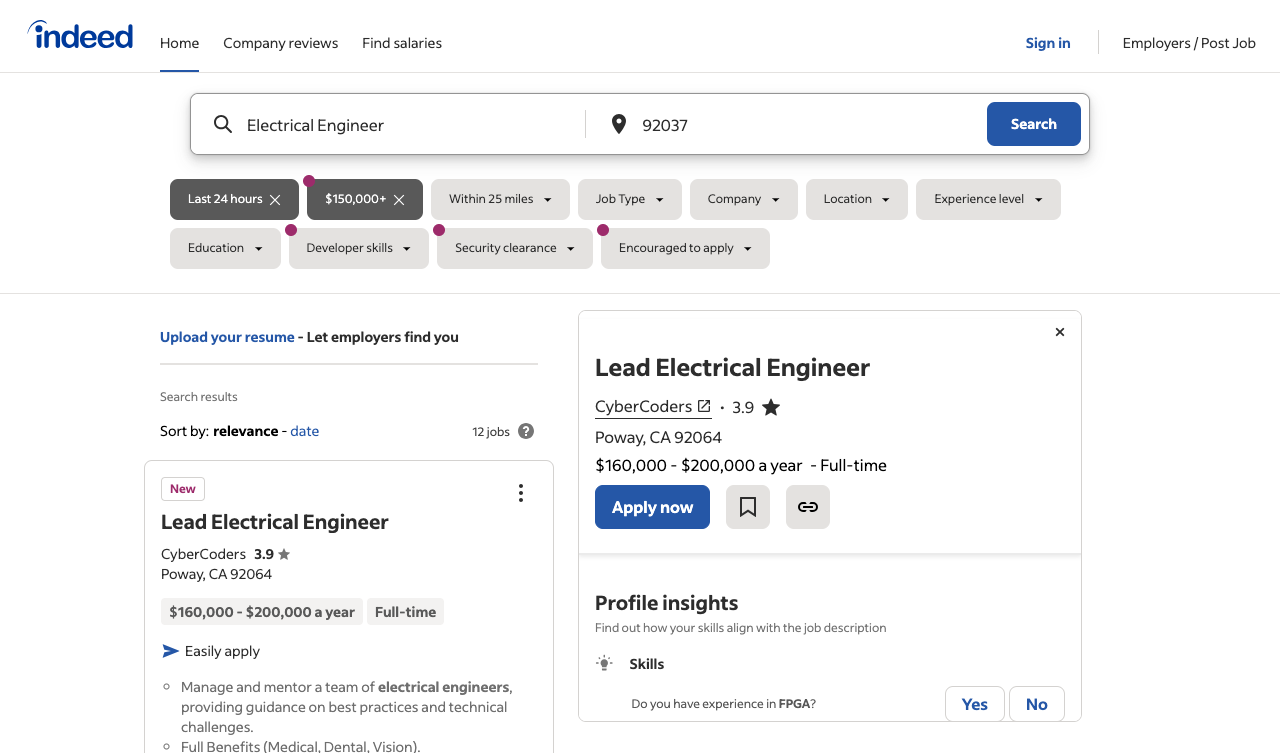 indeed
Home Company reviews Find salaries Sign in Employers / Post Job
Electrical Engineer 92037 Search
Last 24 hours $150,000+ Within 25 miles Job Type Company Location Experience level
Education Developer skills Security clearance Encouraged to apply
Upload your resume - Let employers find you
Search results
Sort by: relevance - date 12 jobs ?
New
Lead Electrical Engineer
CyberCoders 3.9
Poway, CA 92064
$160,000 - $200,000 a year Full-time
Easily apply
Manage and mentor a team of electrical engineers,
providing guidance on best practices and technical
challenges.
Full Benefits (Medical, Dental, Vision).
Lead Electrical Engineer
CyberCoders • 3.9
Poway, CA 92064
$160,000 - $200,000 a year - Full-time
Apply now
Profile insights
Find out how your skills align with the job description
Skills
Do you have experience in FPGA? Yes No